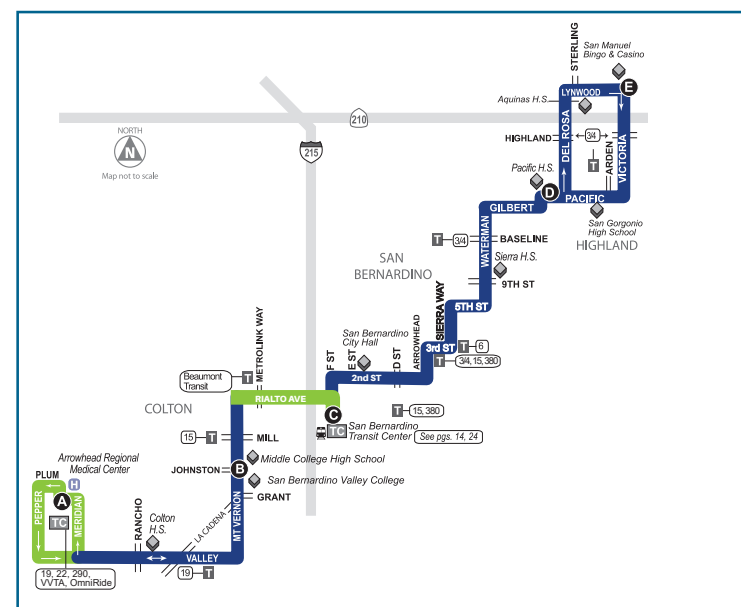 STERLING
San Manuel
Bingo & Casino
LYNWOOD
E
Aquinas H.S.
210
NORTH
N
Map not to scale
215
HIGHLAND
3/4
T
DEL ROSA
ARDEN
VICTORIA
Pacific H.S.
D
PACIFIC
GILBERT
San Gorgonio
High School
HIGHLAND
WATERMAN
T
3/4
BASELINE
SAN
BERNARDINO
Sierra H.S.
9TH ST
5TH ST
SIERRA WAY
ARROWHEAD
3rd ST
T
6
T
3/4, 15, 380
San Bernardino
City Hall
F ST
E ST
D ST
2nd ST
METROLINK WAY
Beaumont
Transit
T
RIALTO AVE
COLTON
C
T
15, 380
TC
San Bernardino
Transit Center
See pgs. 14, 24
15
T
MILL
Middle College High School
JOHNSTON
B
San Bernardino Valley College
GRANT
MT VERNON
LA CADENA
Arrowhead Regional
Medical Center
PLUM
H
A
PEPPER
MERIDIAN
TC
RANCHO
Colton
H.S.
VALLEY
19
T
19, 22, 290,
VVTA, OmniRide